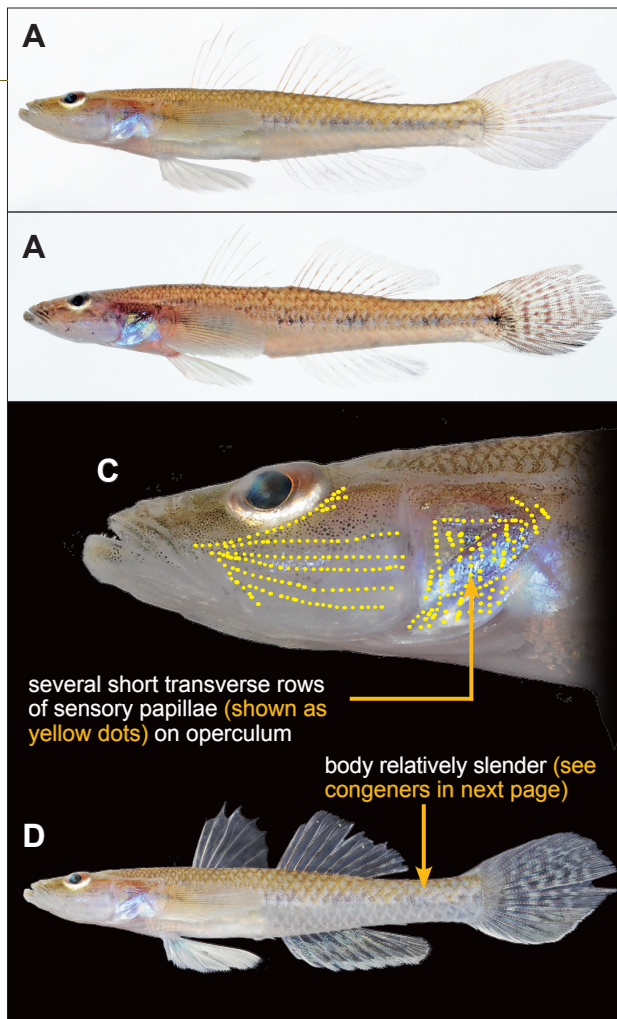 A
A
C
several short transverse rows
of sensory papillae (shown as
yellow dots) on operculum
body relatively slender (see
congeners in next page)
D